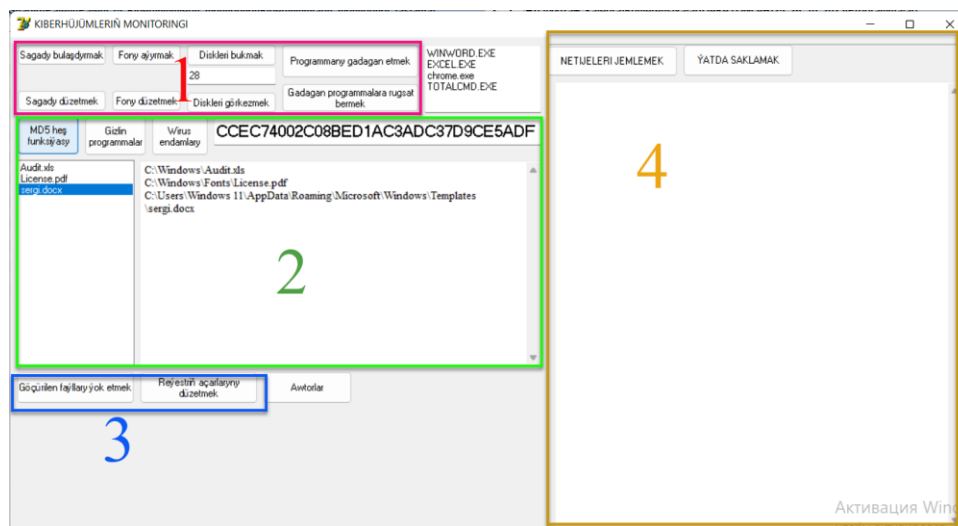 KIBERHÜJÜMLERIŇ MONITORINGI
Sagady bulaşdyrmak
Fony aýyrmak
Diskleri bukmak
Programmany gadagan etmek
28
1
Sagady düzetmek
Fony düzetmek
Diskleri görkezmek
Gadagan programmalara rugsat
bermek
WINWORD.EXE
EXCEL.EXE
chrome.exe
TOTALCMD.EXE
MD5 heş
funksiýasy
Gizlin
programmalar
Wirus
endamlary
CCEC74002C08BED1AC3ADC37D9CE5ADF
Audit.xls
License.pdf
sergi.docx
C:\Windows\Audit.xls
C:\Windows\Fonts\License.pdf
C:\Users\Windows 11\AppData\Roaming\Microsoft\Windows\Templates
\sergi.docx
2
Göçürilen faýllary ýok etmek
Reýestriň açarlaryny
düzetmek
Awtorlar
3
NETIJELERI JEMLEMEK
ÝATDA SAKLAMAK
4
Активация Win